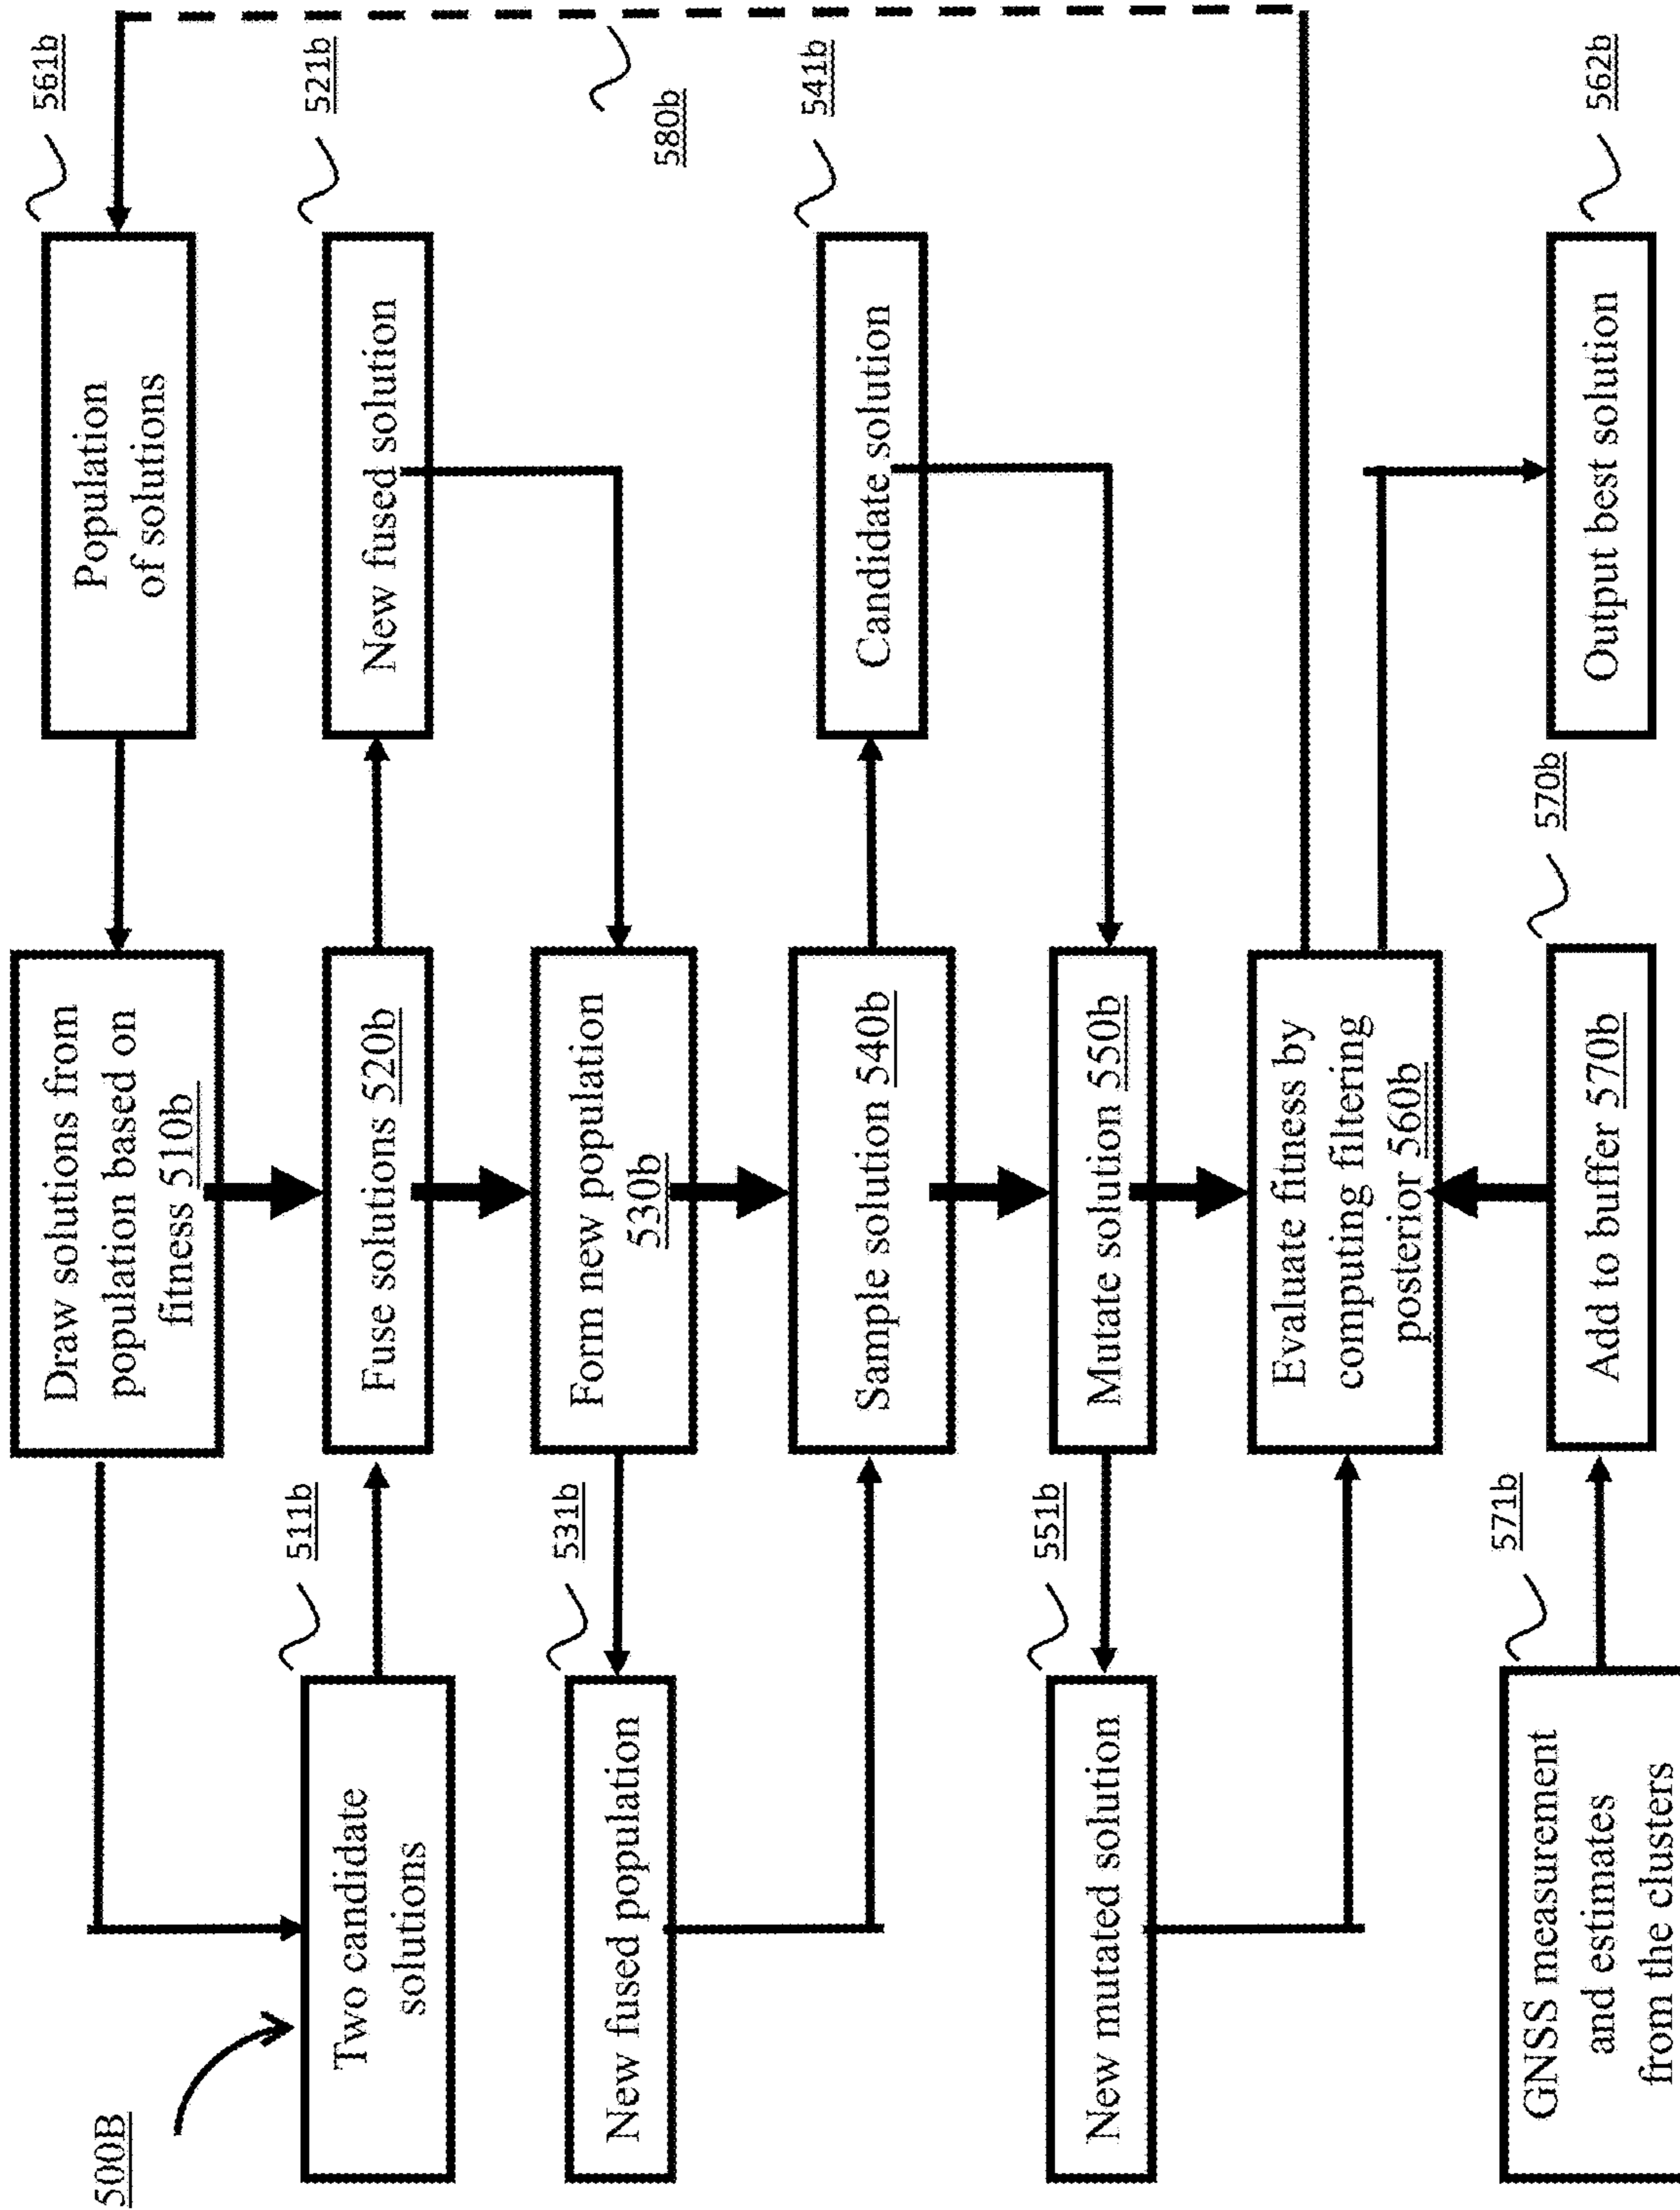 500B
Draw solutions from
population based on
fitness 510b
Population
of solutions
561b
Two candidate
solutions
511b
Fuse solutions 520b
New fused solution
521b
580b
New fused population
531b
Form new population
530b
Sample solution 540b
Candidate solution
541b
New mutated solution
551b
Mutate solution 550b
Evaluate fitness by
computing filtering
posterior 560b
GNSS measurement
and estimates
from the clusters
571b
Add to buffer 570b
570b
Output best solution
562b